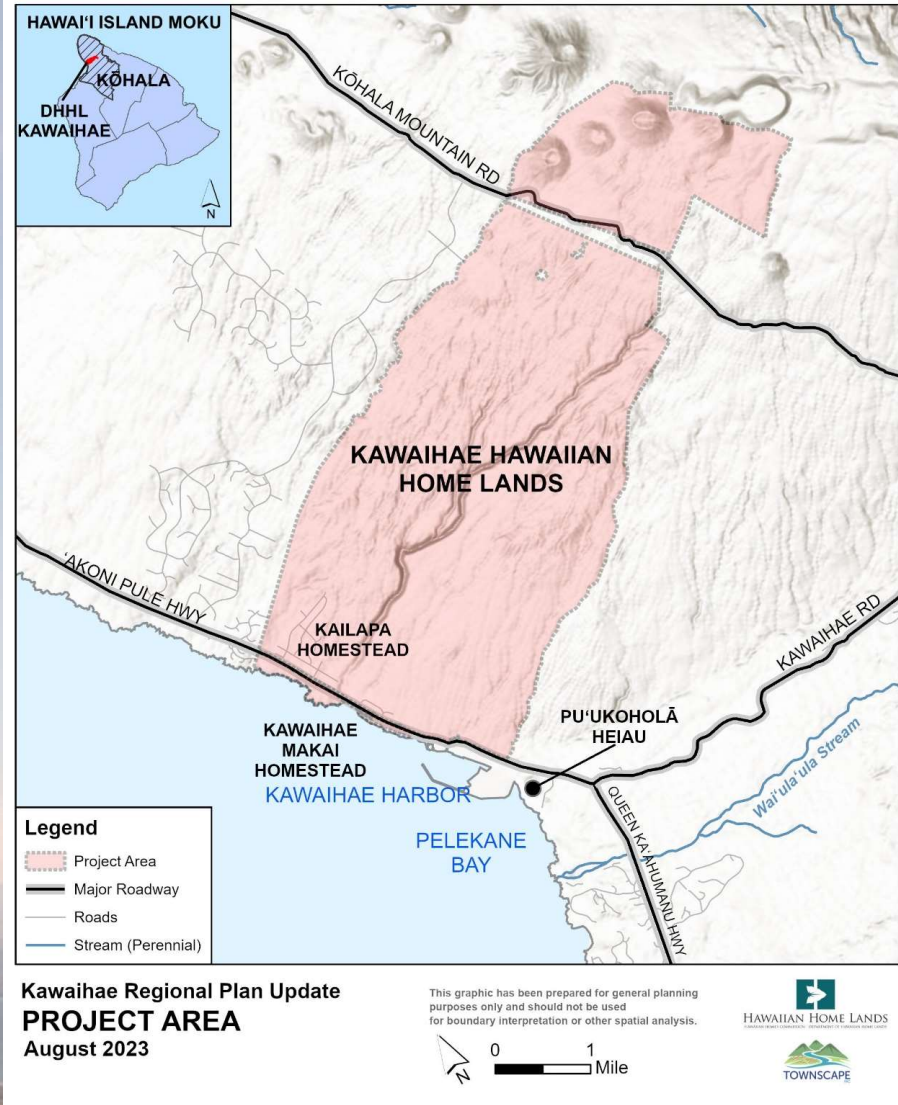 HAWAIʻI ISLAND MOKU
KŌHALA
DHHL
KAWAIHAE
N
KŌHALA MOUNTAIN RD
KAWAIHAE HAWAIIAN
HOME LANDS
ʻAKONI PULE HWY
KAILAPA
HOMESTEAD
KAWAIHAE RD
PUʻUKOHOLĀ
HEIAU
KAWAIHAE
MAKAI
HOMESTEAD
KAWAIHAE HARBOR
Waiʻulaʻula Stream
QUEEN KAʻAHUMANU HWY
PELEKANE
BAY
Legend
Project Area
Major Roadway
Roads
Stream (Perennial)
Kawaihae Regional Plan Update
PROJECT AREA
August 2023
This graphic has been prepared for general planning
purposes only and should not be used
for boundary interpretation or other spatial analysis.
N
0 1
Mile
HAWAIIAN HOME LANDS
TOWNSCAPE